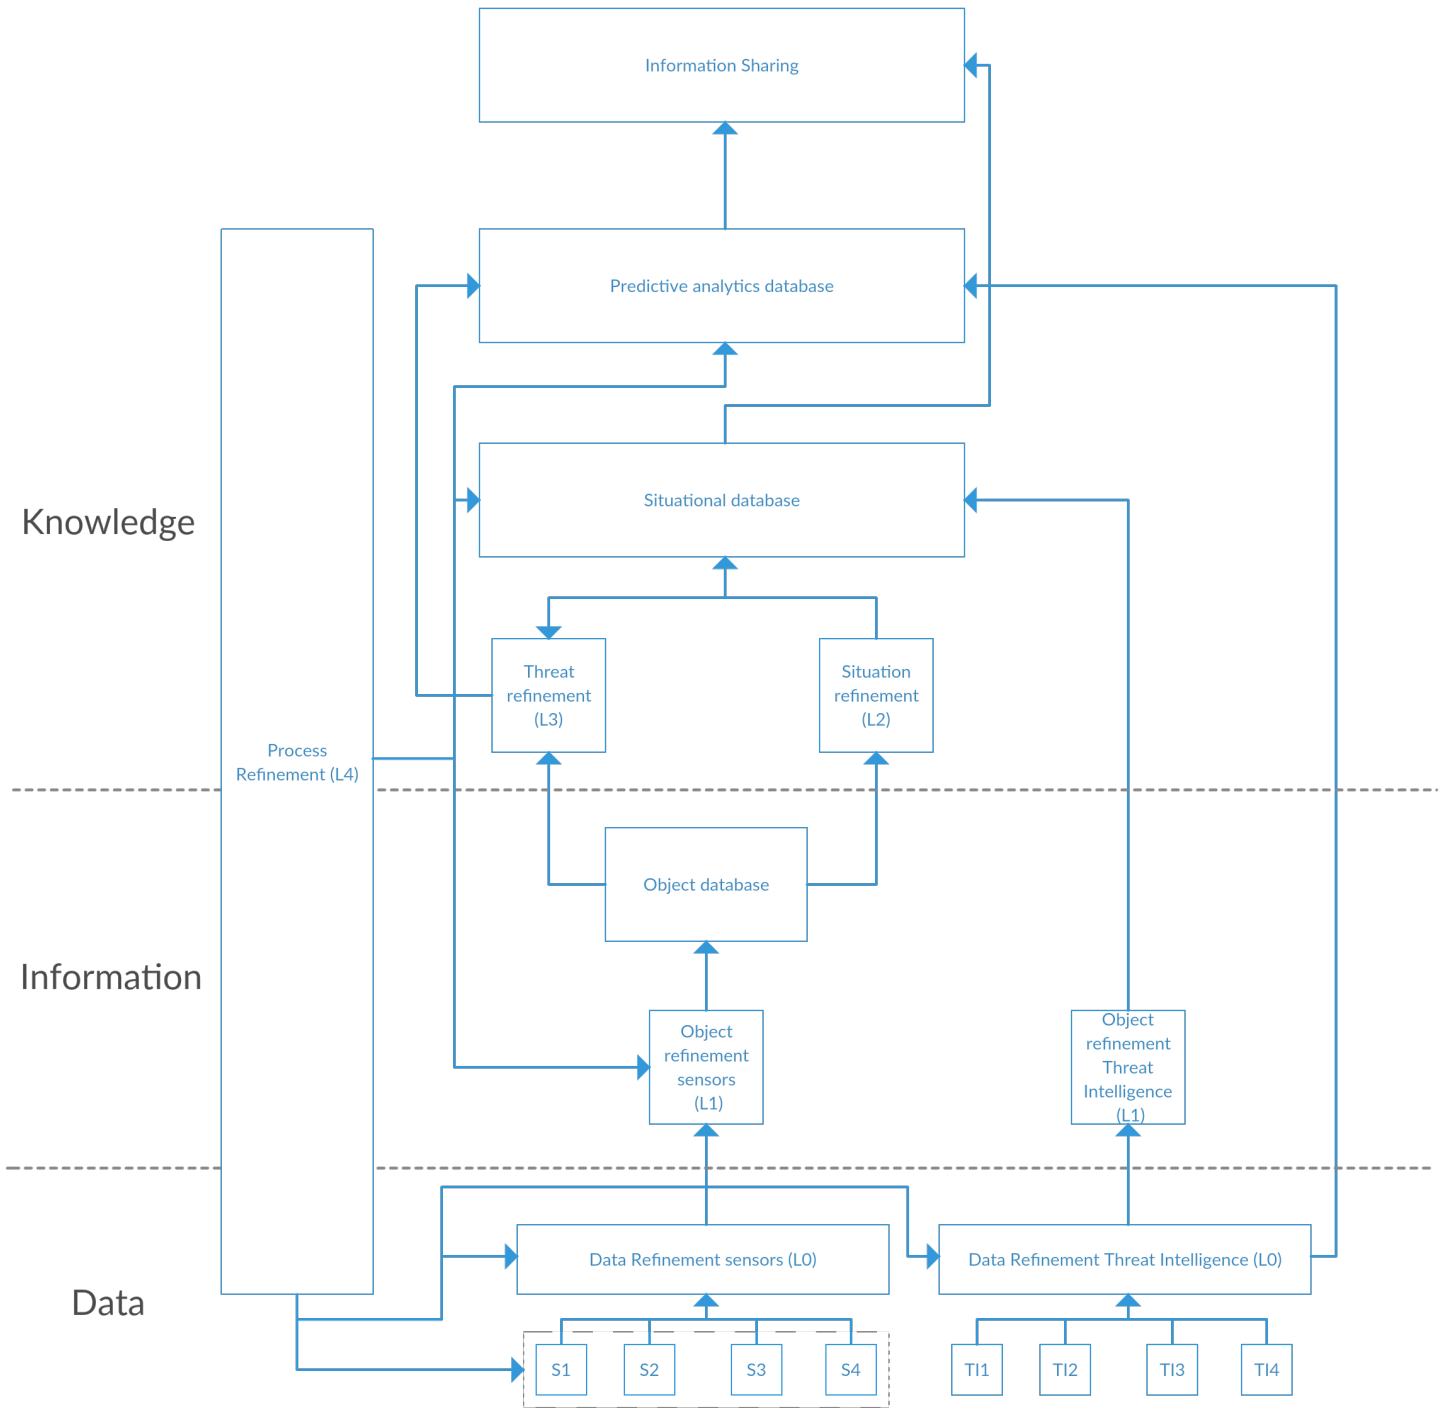 Information Sharing
Predictive analytics database
Situational database
Knowledge
Threat
refinement
(L3)
Situation
refinement
(L2)
Process
Refinement (L4)
Object database
Information
Object
refinement
sensors
(L1)
Object
refinement
Threat
Intelligence
(L1)
Data Refinement sensors (L0)
Data Refinement Threat Intelligence (L0)
Data
S1
S2
S3
S4
TI1
TI2
TI3
TI4